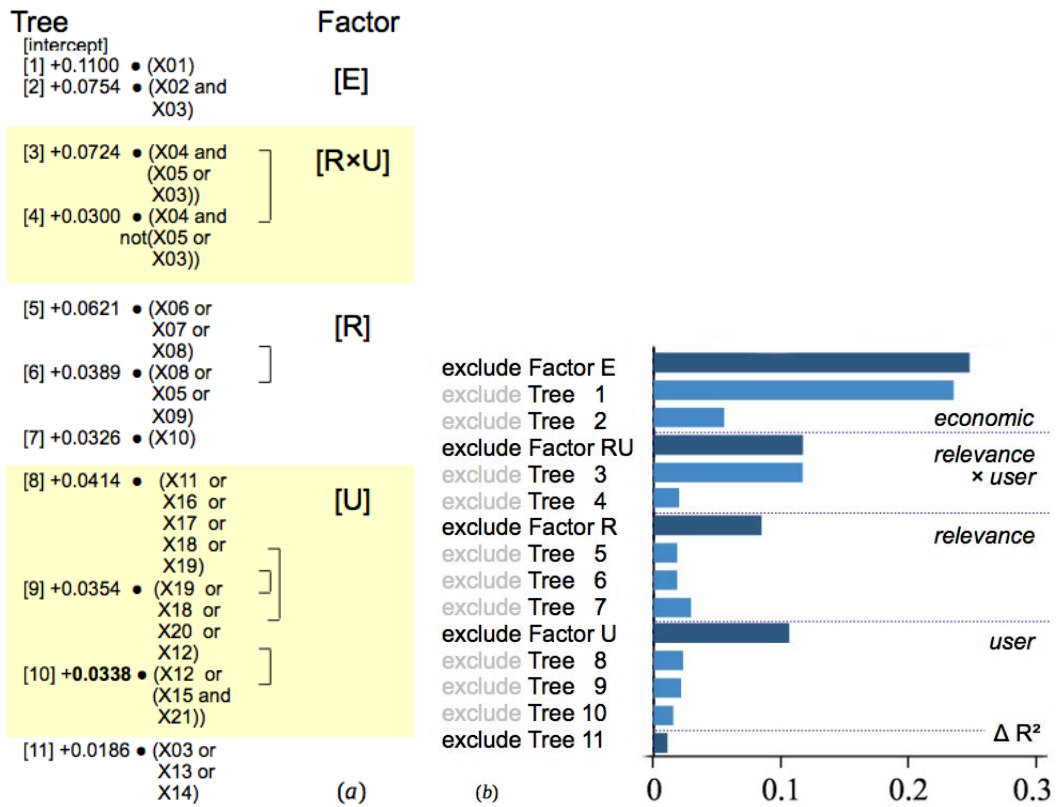 Tree Factor
[intercept]
[1] +0.1100 ● (X01)
[E]
[2] +0.0754 ● (X02 and
X03)
[3] +0.0724 ● (X04 and
[R×U]
(X05 or
X03))
[4] +0.0300 ● (X04 and
not(X05 or
X03))
[5] +0.0621 ● (X06 or
[R]
X07 or
X08)
[6] +0.0389 ● (X08 or
X05 or
X09)
[7] +0.0326 ● (X10)
[8] +0.0414 ● (X11 or
[U]
X16 or
X17 or
X18 or
X19)
[9] +0.0354 ● (X19 or
X18 or
X20 or
X12)
[10] +0.0338 ● (X12 or
(X15 and
X21))
[11] +0.0186 ● (X03 or
X13 or
X14)
(a)
exclude Factor E
exclude Tree 1
exclude Tree 2
economic
exclude Factor RU
relevance
exclude Tree 3
× user
exclude Tree 4
exclude Factor R
relevance
exclude Tree 5
exclude Tree 6
exclude Tree 7
exclude Factor U
user
exclude Tree 8
exclude Tree 9
exclude Tree 10
Δ R²
exclude Tree 11
(b)
0 0.1 0.2 0.3